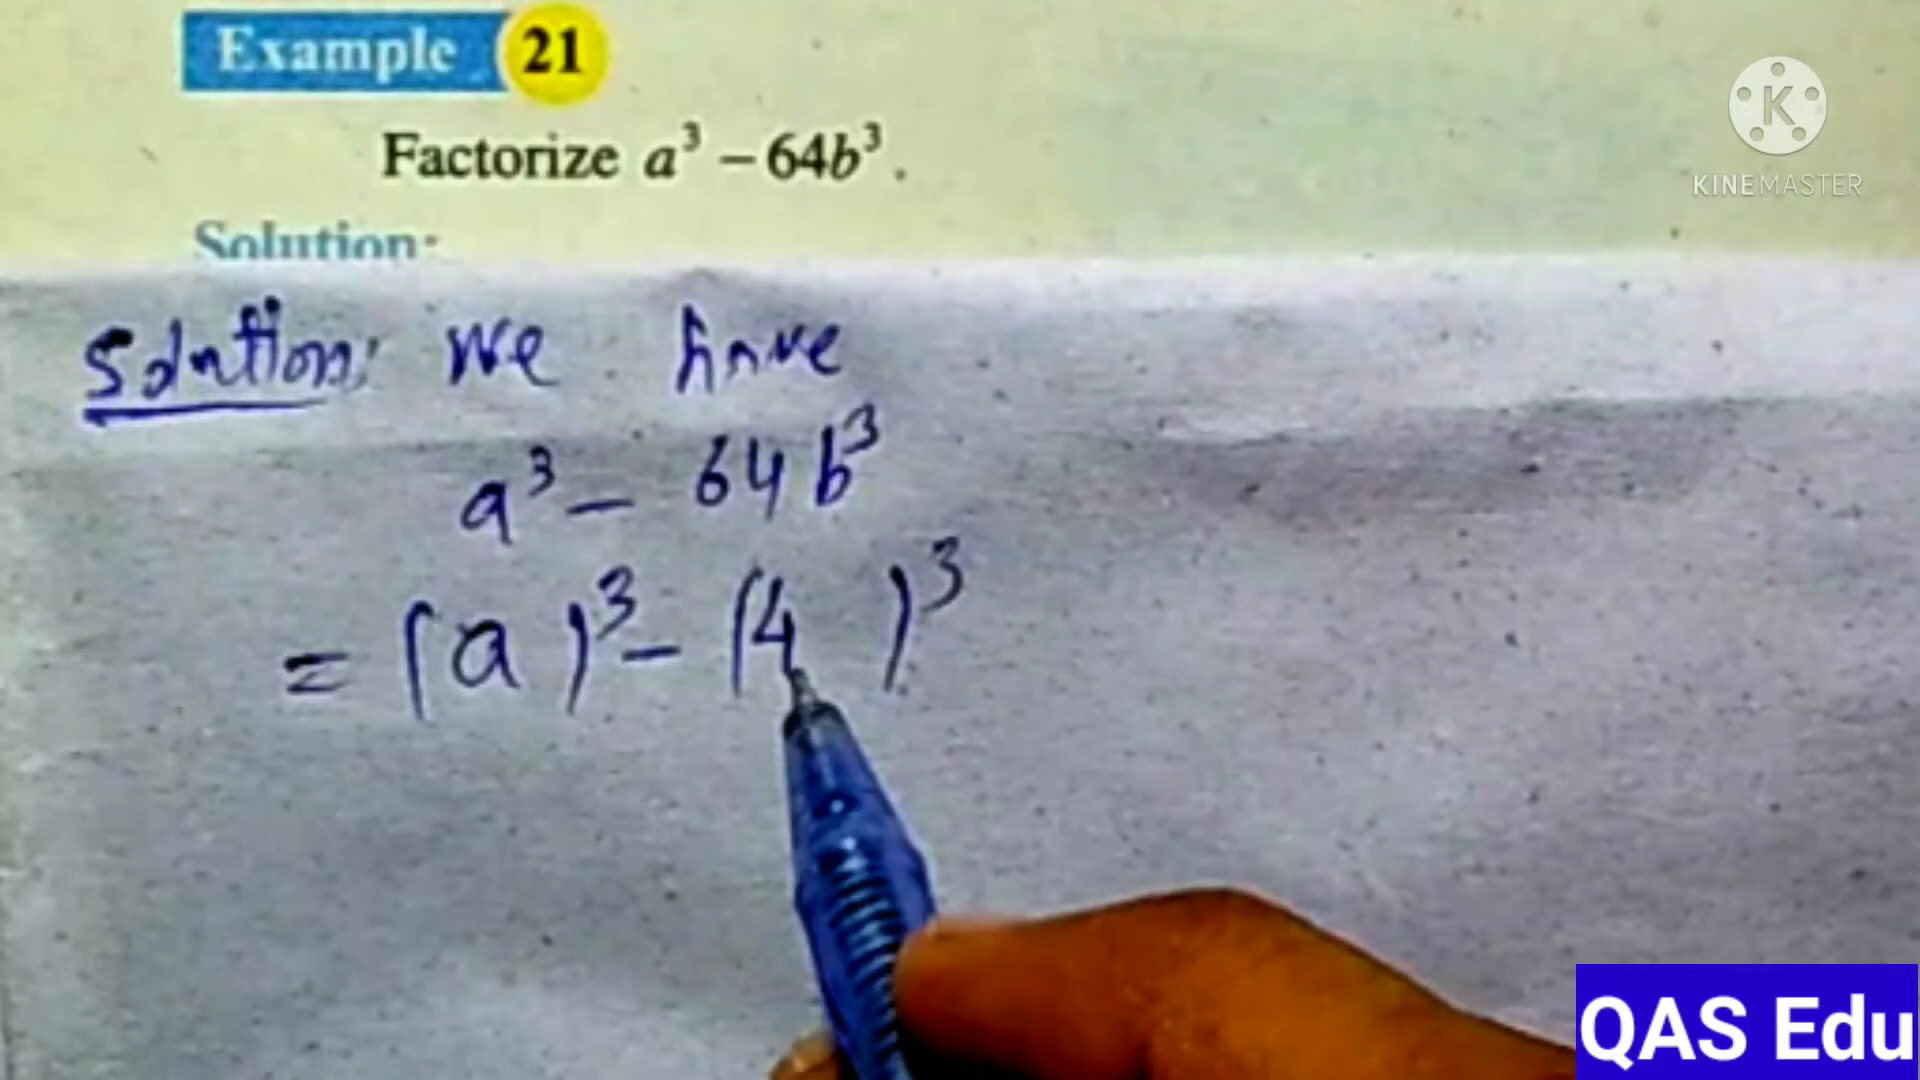 Example 21
Factorize a³ – 64b³.
Solution:
Solution: We have
a³ – 64b³
= (a)³ – (4 )³
KINEMASTER
QAS Edu